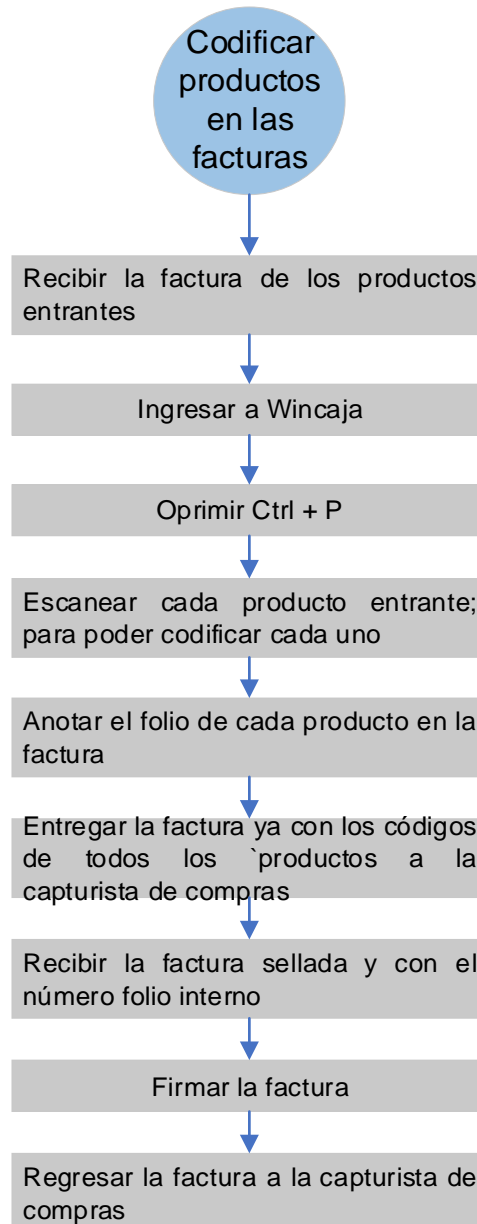 Codificar
productos
en las
facturas
Recibir la factura de los productos
entrantes
Ingresar a Wincaja
Oprimir Ctrl + P
Escanear cada producto entrante;
para poder codificar cada uno
Anotar el folio de cada producto en la
factura
Entregar la factura ya con los códigos
de todos los `productos a la
capturista de compras
Recibir la factura sellada y con el
número folio interno
Firmar la factura
Regresar la factura a la capturista de
compras